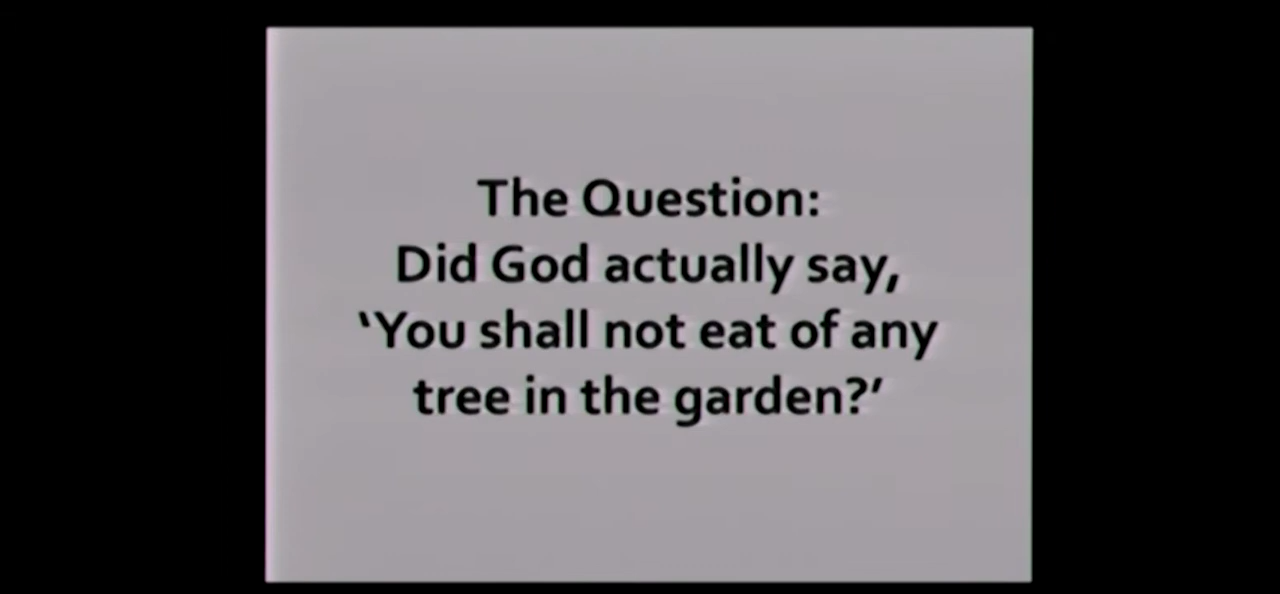 The Question:
Did God actually say,
‘You shall not eat of any
tree in the garden?’